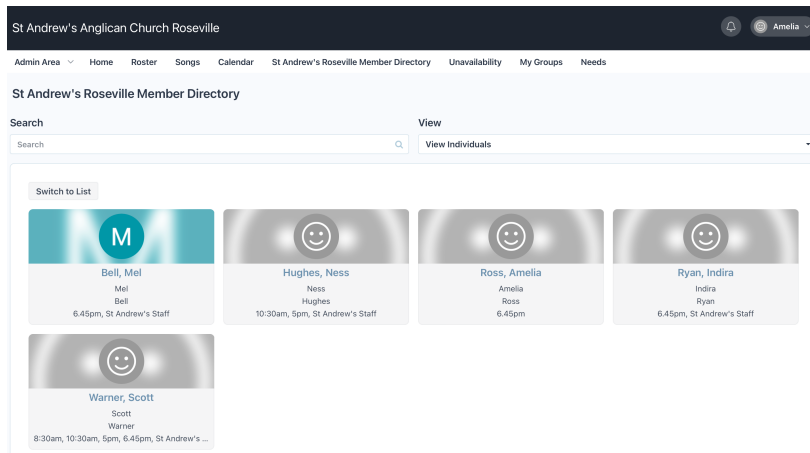 St Andrew's Anglican Church Roseville
Amelia
Admin Area Home Roster Songs Calendar St Andrew's Roseville Member Directory Unavailability My Groups Needs
St Andrew's Roseville Member Directory
Search View
Search View Individuals
Switch to List
M
Bell, Mel
Mel
Bell
6.45pm, St Andrew's Staff
Hughes, Ness
Ness
Hughes
10:30am, 5pm, St Andrew's Staff
Ross, Amelia
Amelia
Ross
6.45pm
Ryan, Indira
Indira
Ryan
6.45pm, St Andrew's Staff
Warner, Scott
Scott
Warner
8:30am, 10:30am, 5pm, 6.45pm, St Andrew's ...